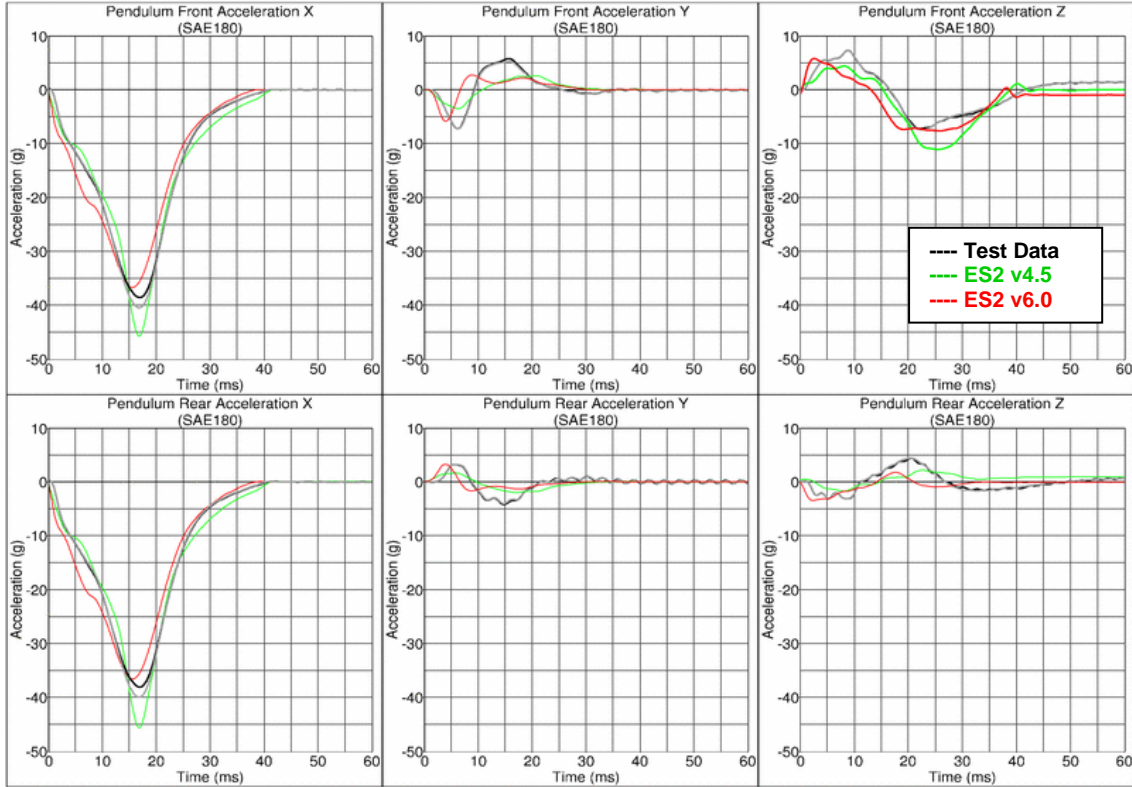 Pendulum Front Acceleration X
(SAE180)
10
0
-10
-20
-30
-40
-50
Acceleration (g)
0 10 20 30 40 50 60
Time (ms)
Pendulum Front Acceleration Y
(SAE180)
10
0
-10
-20
-30
-40
-50
Acceleration (g)
0 10 20 30 40 50 60
Time (ms)
Pendulum Front Acceleration Z
(SAE180)
10
0
-10
-20
-30
-40
-50
Acceleration (g)
0 10 20 30 40 50 60
Time (ms)
---- Test Data
---- ES2 v4.5
---- ES2 v6.0
Pendulum Rear Acceleration X
(SAE180)
10
0
-10
-20
-30
-40
-50
Acceleration (g)
0 10 20 30 40 50 60
Time (ms)
Pendulum Rear Acceleration Y
(SAE180)
10
0
-10
-20
-30
-40
-50
Acceleration (g)
0 10 20 30 40 50 60
Time (ms)
Pendulum Rear Acceleration Z
(SAE180)
10
0
-10
-20
-30
-40
-50
Acceleration (g)
0 10 20 30 40 50 60
Time (ms)